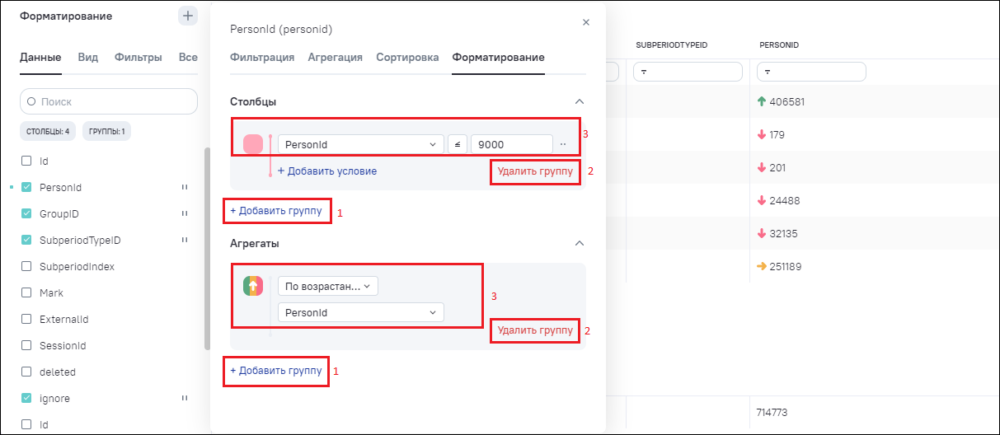 Форматирование
+
Данные Вид Фильтры Все
Поиск
СТОЛБЦЫ: 4 ГРУППЫ: 1
Id
PersonId
GroupID
SubperiodTypeID
SubperiodIndex
Mark
ExternalId
SessionId
deleted
ignore
Id
PersonId (personid)
Фильтрация Агрегация Сортировка Форматирование
Столбцы
PersonId ≤ 9000 3
+ Добавить условие Удалить группу 2
+ Добавить группу 1
Агрегаты
По возрастан...
PersonId 3
Удалить группу 2
+ Добавить группу 1
SUBPERIODTYPEID PERSONID
406581
179
201
24488
32135
251189
714773